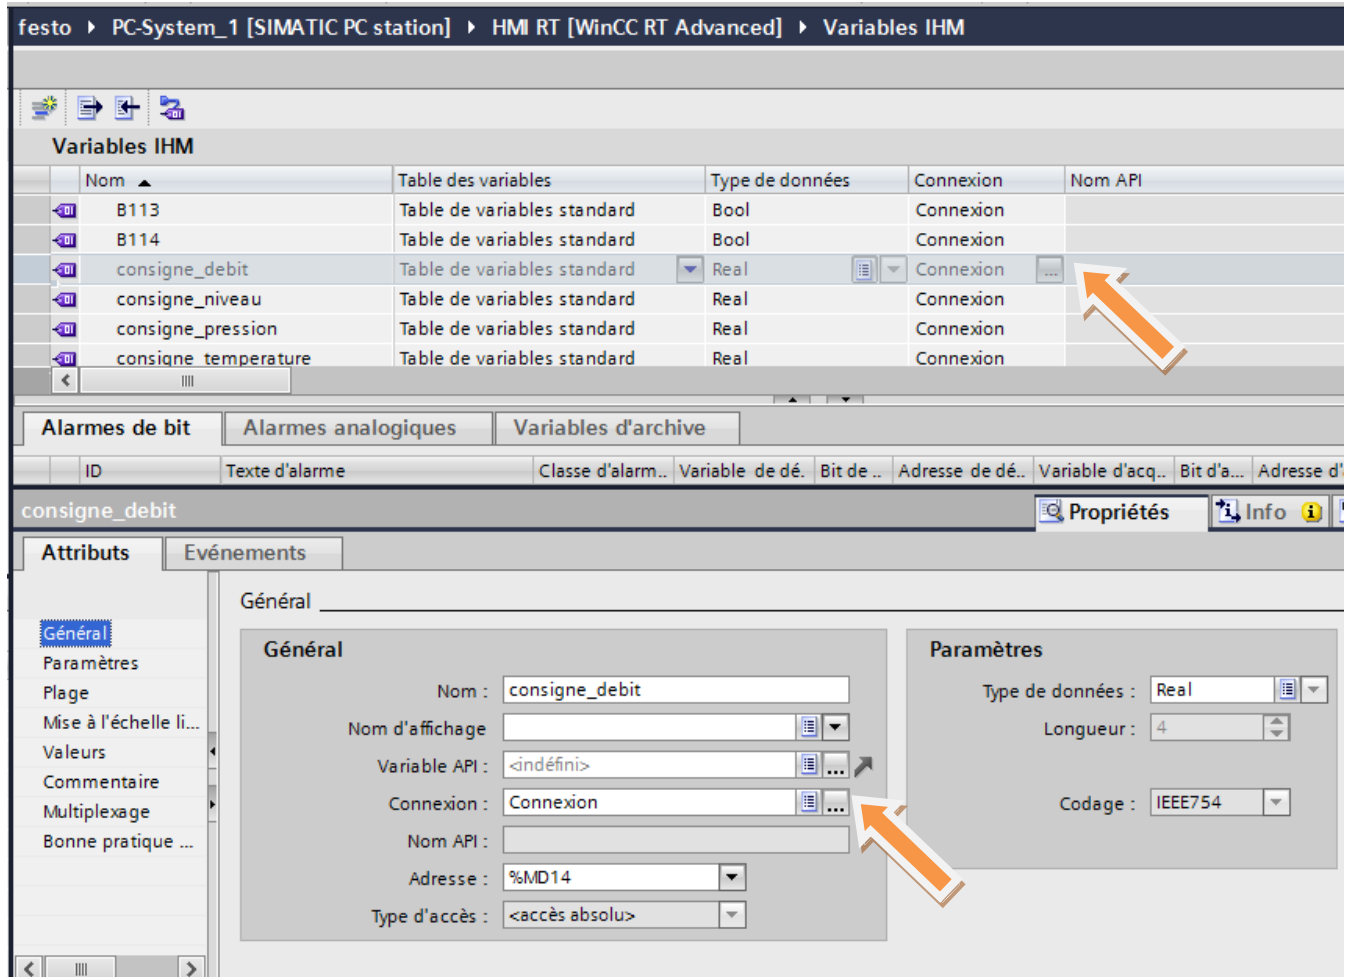 festo ▸ PC-System_1 [SIMATIC PC station] ▸ HMI RT [WinCC RT Advanced] ▸ Variables IHM
Variables IHM
Nom Table des variables Type de données Connexion Nom API
B113 Table de variables standard Bool Connexion
B114 Table de variables standard Bool Connexion
consigne_debit Table de variables standard Real Connexion ...
consigne_niveau Table de variables standard Real Connexion
consigne_pression Table de variables standard Real Connexion
consigne_temperature Table de variables standard Real Connexion
Alarmes de bit Alarmes analogiques Variables d'archive
ID Texte d'alarme Classe d'alarm... Variable de dé. Bit de .. Adresse de dé.. Variable d'acq.. Bit d'a... Adresse d'
consigne_debit Propriétés Info
Attributs Evénements
Général
Général
Paramètres
Plage
Mise à l'échelle li...
Valeurs
Commentaire
Multiplexage
Bonne pratique ...
Général
Nom : consigne_debit
Nom d'affichage
Variable API : <indéfini> ...
Connexion : Connexion ...
Nom API :
Adresse : %MD14
Type d'accès : <accès absolu>
Paramètres
Type de données : Real
Longueur : 4
Codage : IEEE754